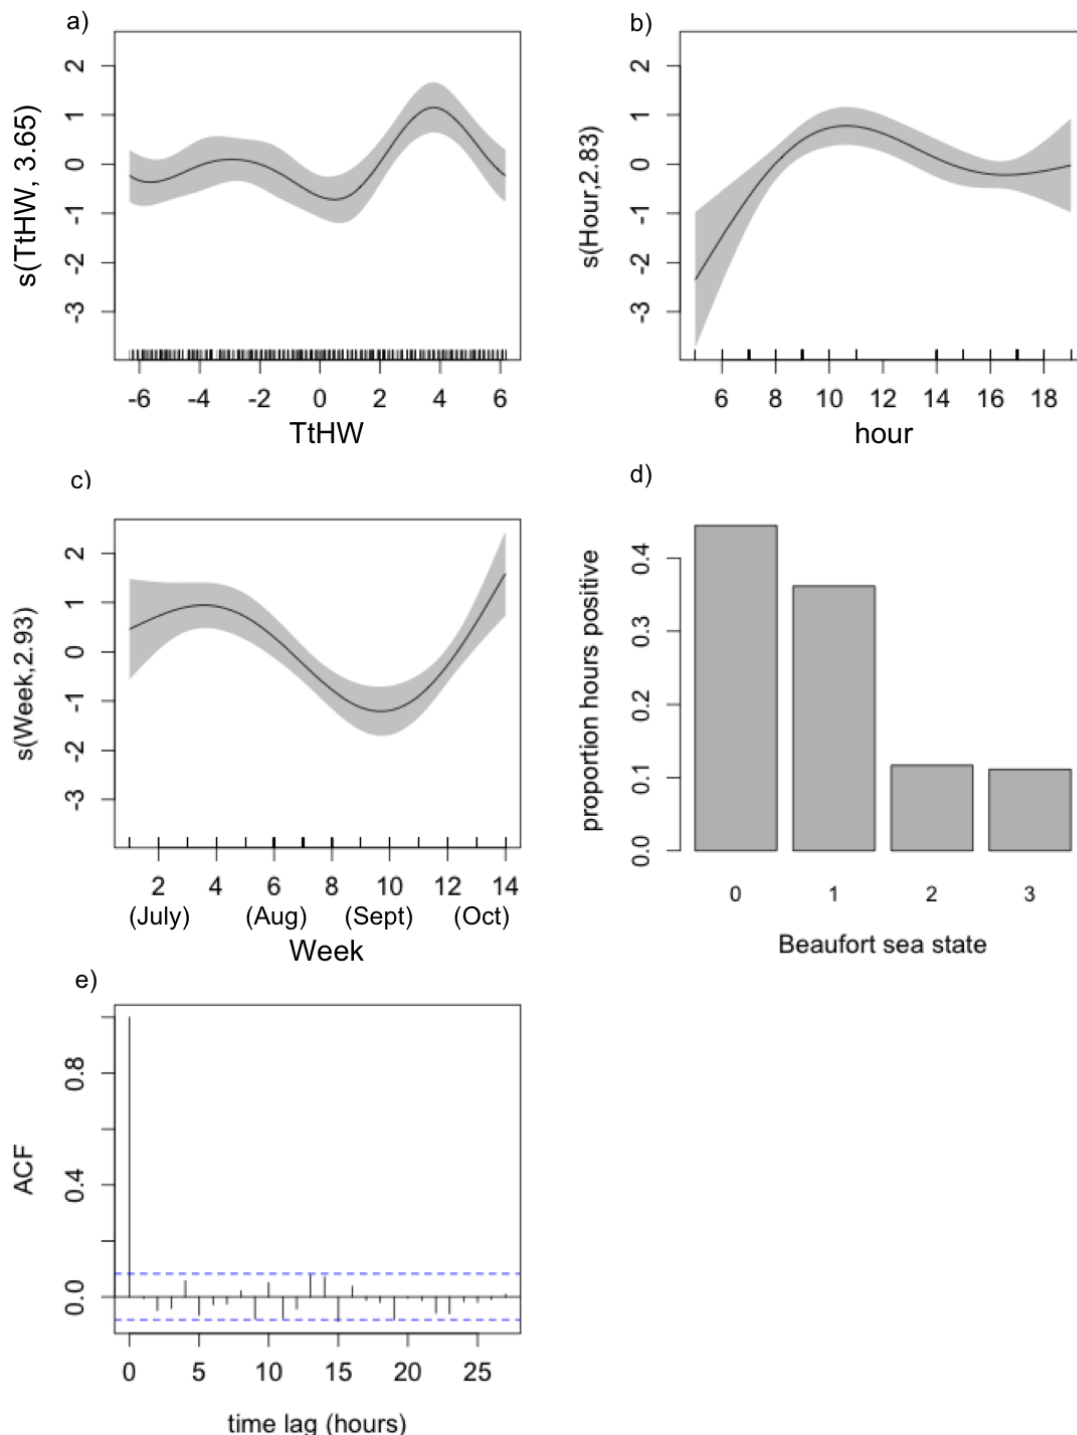 a)
s(TtHW, 3.65)
2
1
0
-1
-2
-3
-6 -4 -2 0 2 4 6
TtHW
b)
s(Hour,2.83)
2
1
0
-1
-2
-3
6 8 10 12 14 16 18
hour
c)
s(Week,2.93)
2
1
0
-1
-2
-3
2 4 6 8 10 12 14
(July) (Aug) (Sept) (Oct)
Week
d)
proportion hours positive
0.4
0.3
0.2
0.1
0.0
0 1 2 3
Beaufort sea state
e)
ACF
0.8
0.4
0.0
0 5 10 15 20 25
time lag (hours)